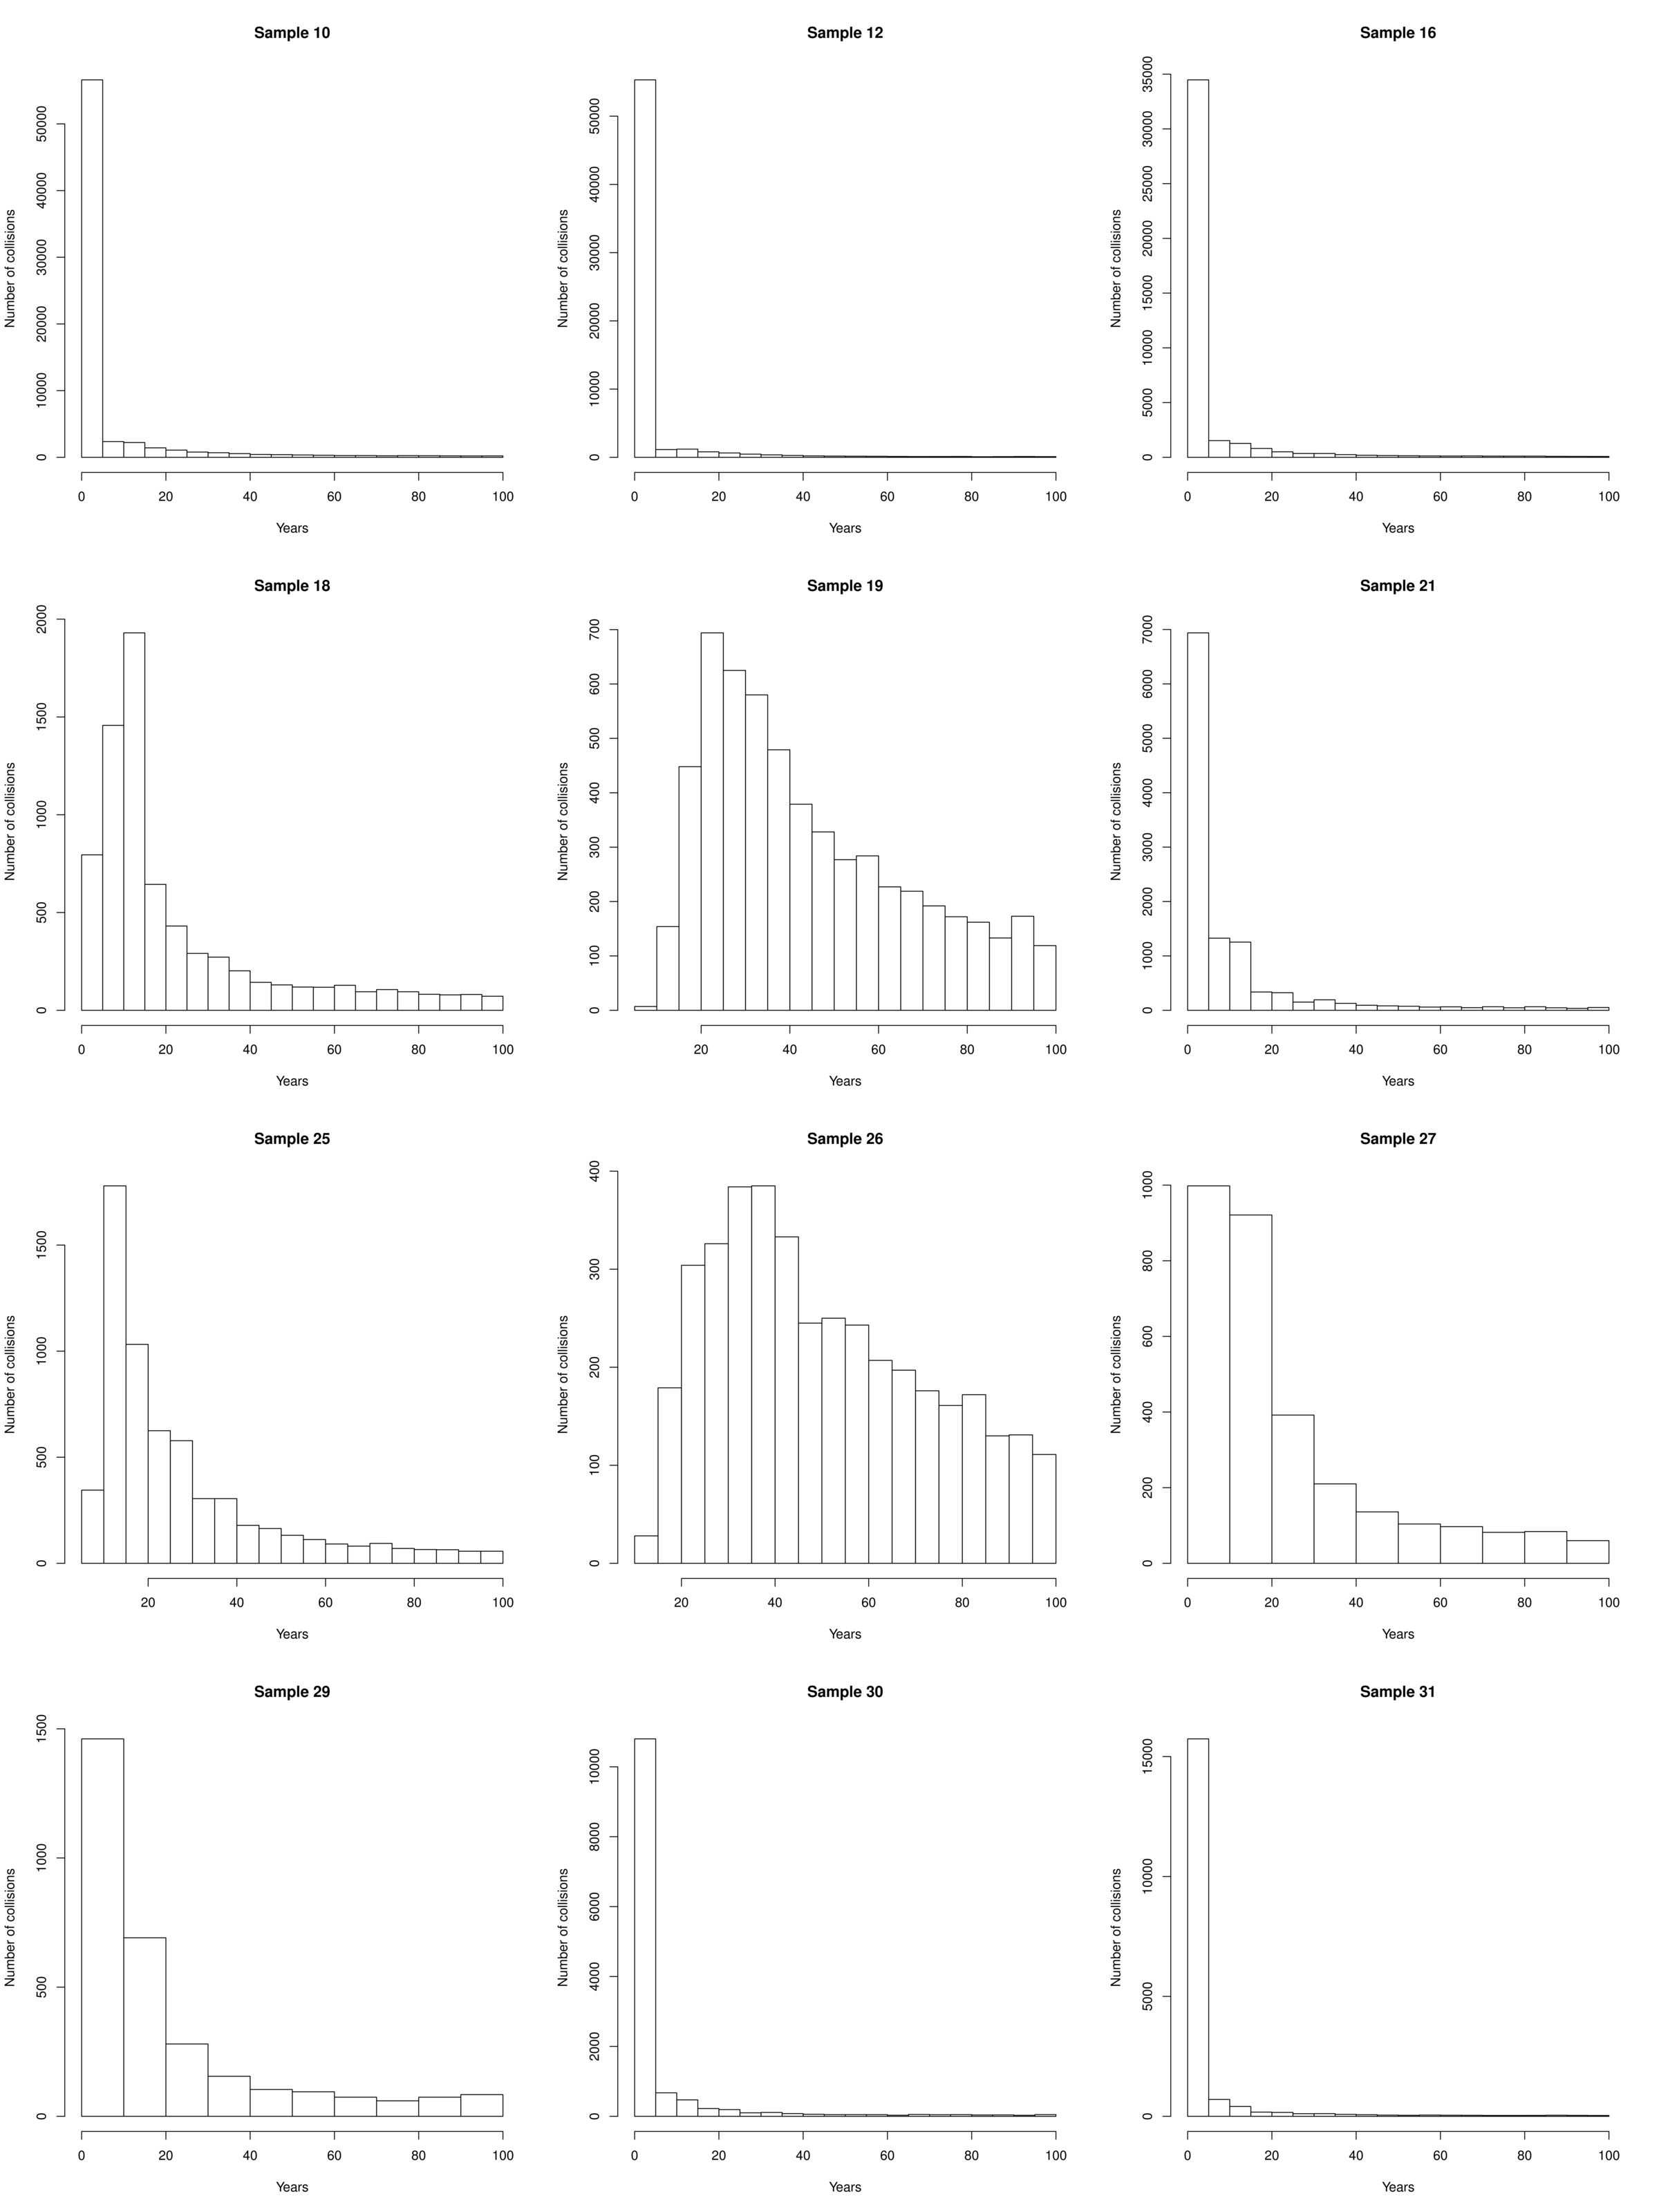 Sample 10
Number of collisions
0 10000 20000 30000 40000 50000
0 20 40 60 80 100
Years
Sample 12
Number of collisions
0 10000 20000 30000 40000 50000
0 20 40 60 80 100
Years
Sample 16
Number of collisions
0 5000 10000 15000 20000 25000 30000 35000
0 20 40 60 80 100
Years
Sample 18
Number of collisions
0 500 1000 1500 2000
0 20 40 60 80 100
Years
Sample 19
Number of collisions
0 100 200 300 400 500 600 700
20 40 60 80 100
Years
Sample 21
Number of collisions
0 1000 2000 3000 4000 5000 6000 7000
0 20 40 60 80 100
Years
Sample 25
Number of collisions
0 500 1000 1500
20 40 60 80 100
Years
Sample 26
Number of collisions
0 100 200 300 400
20 40 60 80 100
Years
Sample 27
Number of collisions
0 200 400 600 800 1000
0 20 40 60 80 100
Years
Sample 29
Number of collisions
0 500 1000 1500
0 20 40 60 80 100
Years
Sample 30
Number of collisions
0 2000 4000 6000 8000 10000
0 20 40 60 80 100
Years
Sample 31
Number of collisions
0 5000 10000 15000
0 20 40 60 80 100
Years